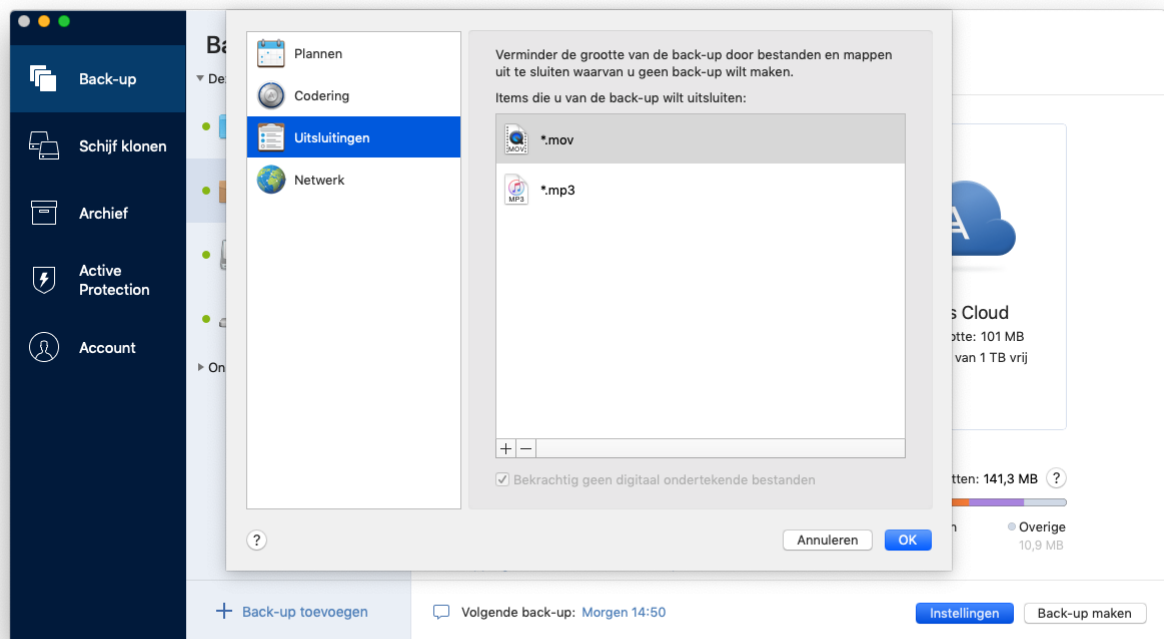 Back-up
Schijf klonen
Archief
Active
Protection
Account
Plannen
Codering
Uitsluitingen
Netwerk
Verminder de grootte van de back-up door bestanden en mappen
uit te sluiten waarvan u geen back-up wilt maken.
Items die u van de back-up wilt uitsluiten:
MOV
*.mov
MP3
*.mp3
Bekrachtig geen digitaal ondertekende bestanden
?
Annuleren
OK
Cloud
101 MB
van 1 TB vrij
141,3 MB ?
Overige
10,9 MB
Back-up toevoegen
Volgende back-up: Morgen 14:50
Instellingen
Back-up maken